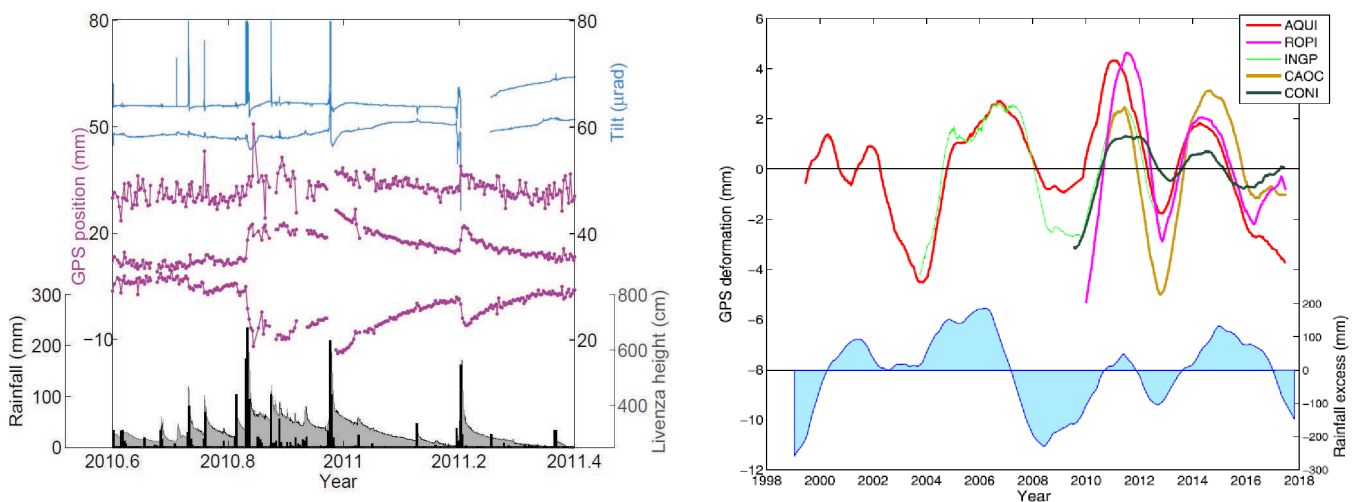 80
50
20
−10
GPS position (mm)
80
60
40
20
Tilt (μrad)
300
200
100
0
Rainfall (mm)
800
600
400
Livenza height (cm)
2010.6 2010.8 2011 2011.2 2011.4
Year
6
4
2
0
−2
−4
−6
−8
−10
−12
GPS deformation (mm)
AQUI
ROPI
INGP
CAOC
CONI
200
100
0
−100
−200
−300
Rainfall excess (mm)
1998 2000 2002 2004 2006 2008 2010 2012 2014 2016 2018
Year